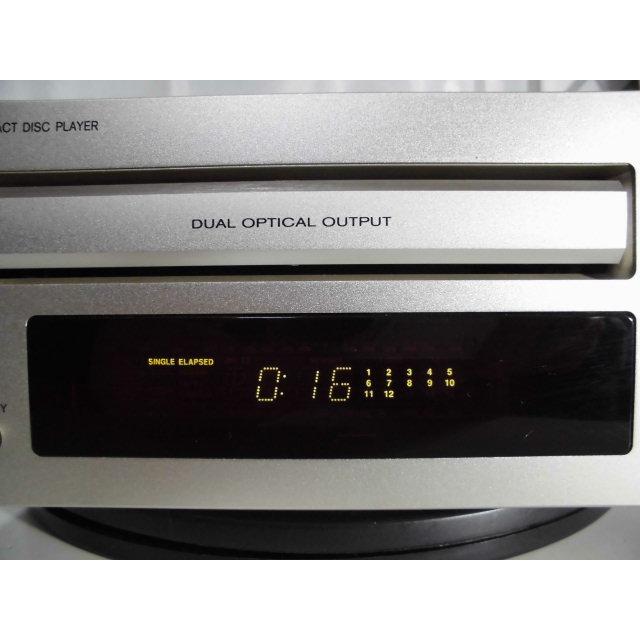 ACT DISC PLAYER
DUAL OPTICAL OUTPUT
SINGLE ELAPSED
0:16
1 2 3 4 5
6 7 8 9 10
11 12
Y